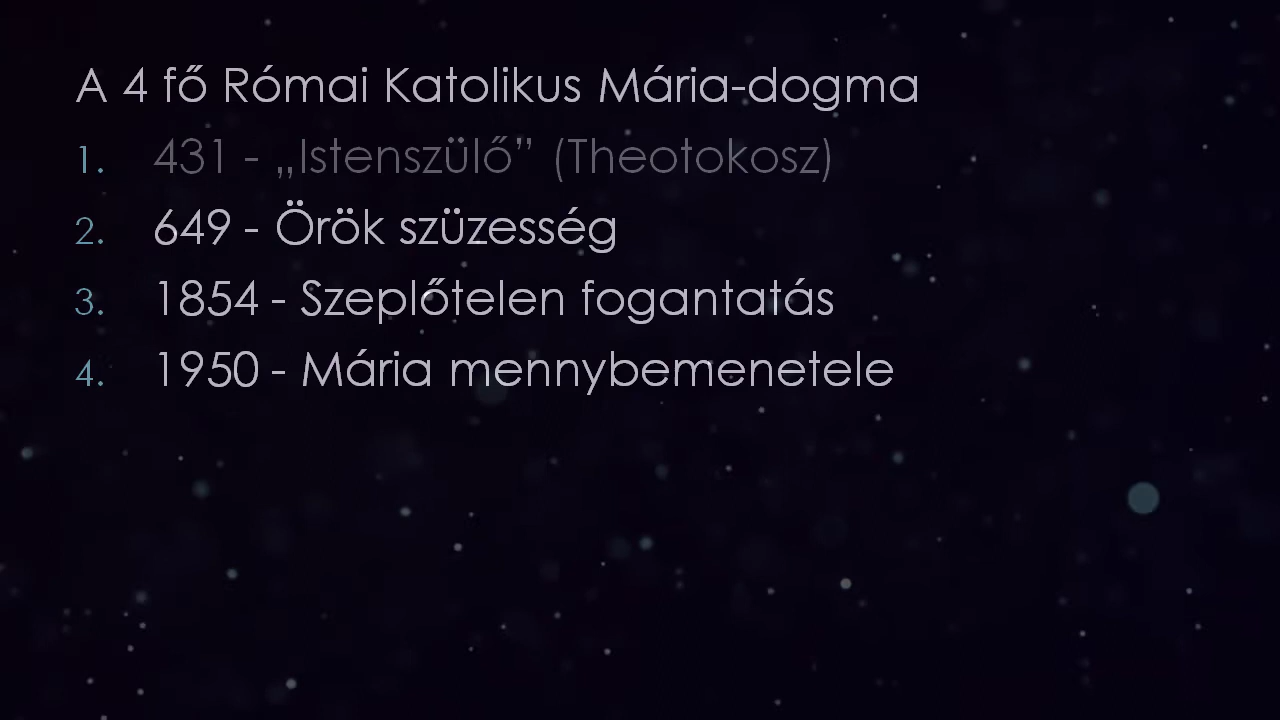 A 4 fő Római Katolikus Mária-dogma
1. 431 - „Istenszülő” (Theotokosz)
2. 649 - Örök szüzesség
3. 1854 - Szeplőtelen fogantatás
4. 1950 - Mária mennybemenetele